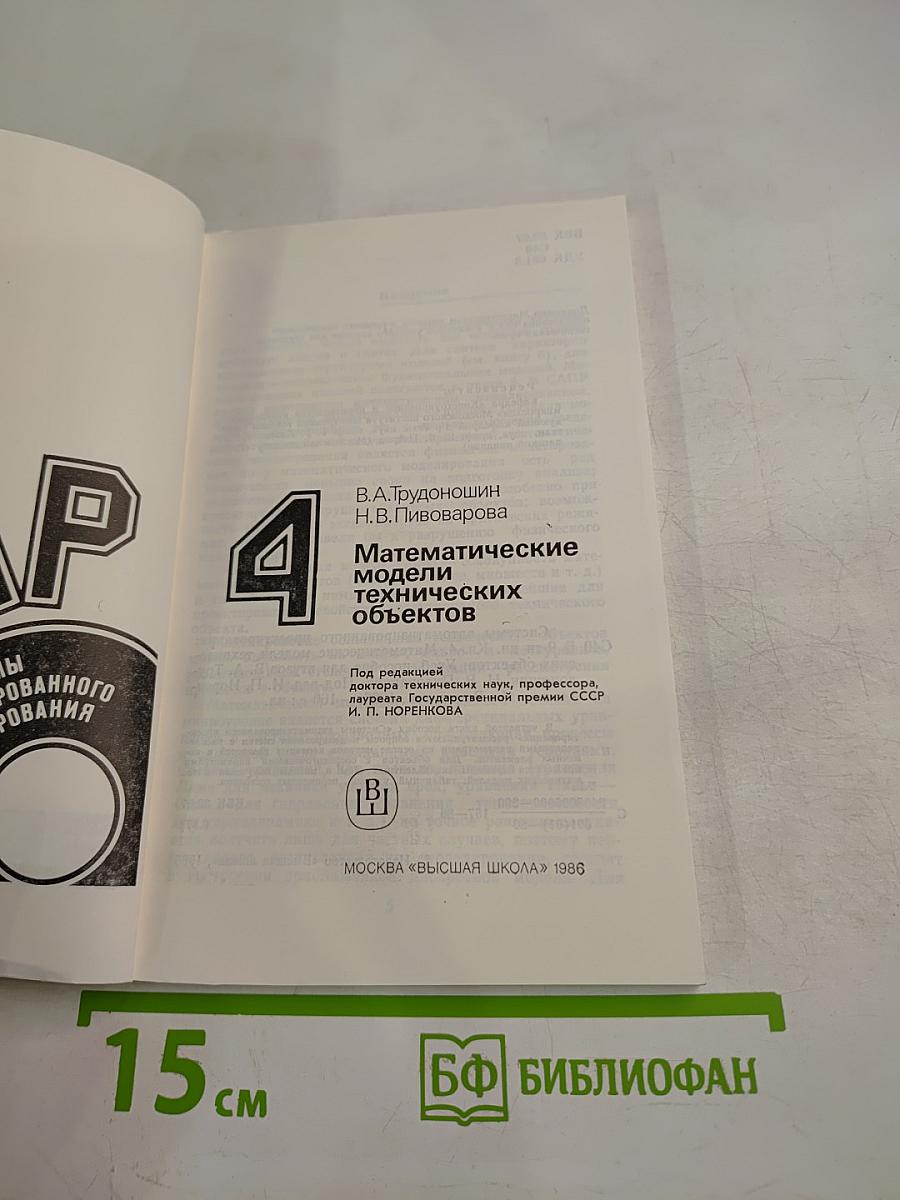 АР
РОВАННОГО
РОВАНИЯ
4
В.А.Трудоношин
Н.В.Пивоварова
Математические
модели
технических
объектов
Под редакцией
доктора технических наук, профессора,
лауреата Государственной премии СССР
И. П. НОРЕНКОВА
В
Ш
МОСКВА «ВЫСШАЯ ШКОЛА» 1986
15 см
БФ БИБЛИОФАН